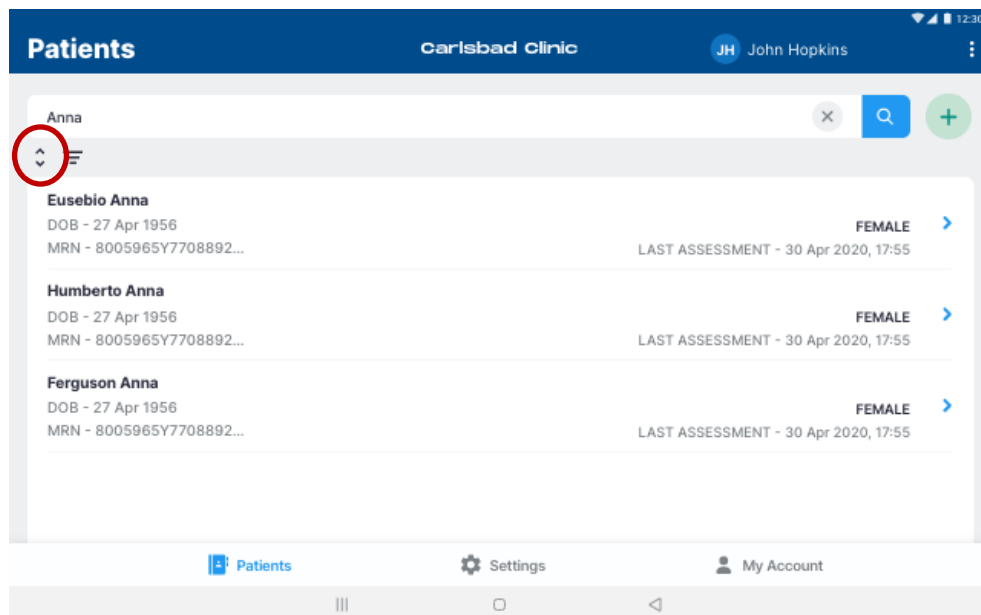 12:30
Patients Carlsbad Clinic JH John Hopkins
Anna
Eusebio Anna
DOB - 27 Apr 1956 FEMALE
MRN - 8005965Y7708892... LAST ASSESSMENT - 30 Apr 2020, 17:55
Humberto Anna
DOB - 27 Apr 1956 FEMALE
MRN - 8005965Y7708892... LAST ASSESSMENT - 30 Apr 2020, 17:55
Ferguson Anna
DOB - 27 Apr 1956 FEMALE
MRN - 8005965Y7708892... LAST ASSESSMENT - 30 Apr 2020, 17:55
Patients Settings My Account